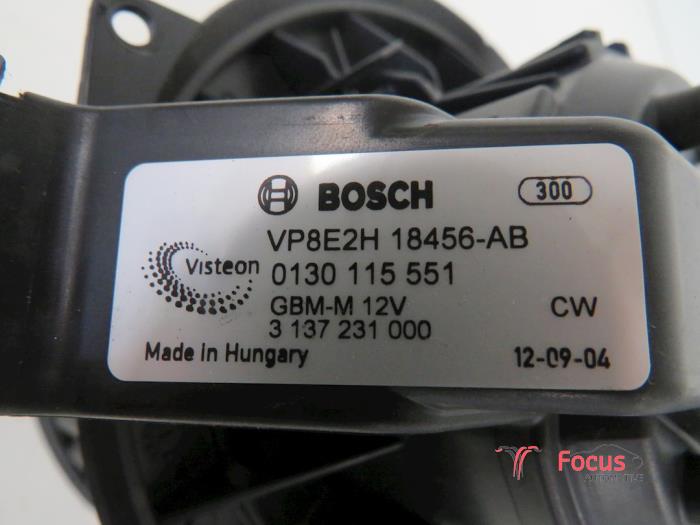 BOSCH 300
VP8E2H 18456-AB
Visteon
0130 115 551
GBM-M 12V CW
3 137 231 000
Made in Hungary 12-09-04
Focus
AUTOMOTIVE